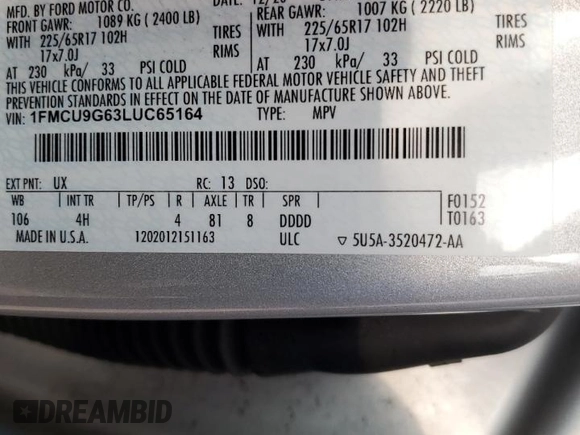 MFD. BY FORD MOTOR CO.
FRONT GAWR: 1089 KG ( 2400 LB) REAR GAWR: 1007 KG ( 2220 LB)
WITH 225/65R17 102H TIRES WITH 225/65R17 102H TIRES
17x7.0J RIMS 17x7.0J RIMS
AT 230 kPa/ 33 PSI COLD AT 230 kPa/ 33 PSI COLD
THIS VEHICLE CONFORMS TO ALL APPLICABLE FEDERAL MOTOR VEHICLE SAFETY AND THEFT
PREVENTION STANDARDS IN EFFECT ON THE DATE OF MANUFACTURE SHOWN ABOVE.
VIN: 1FMCU9G63LUC65164 TYPE: MPV
EXT PNT: UX RC: 13 DSO:
WB INT TR TP/PS R AXLE TR SPR F0152
106 4H 4 81 8 DDDD T0163
MADE IN U.S.A. 1202012151163 ULC ▽ 5U5A-3520472-AA
DREAMBID